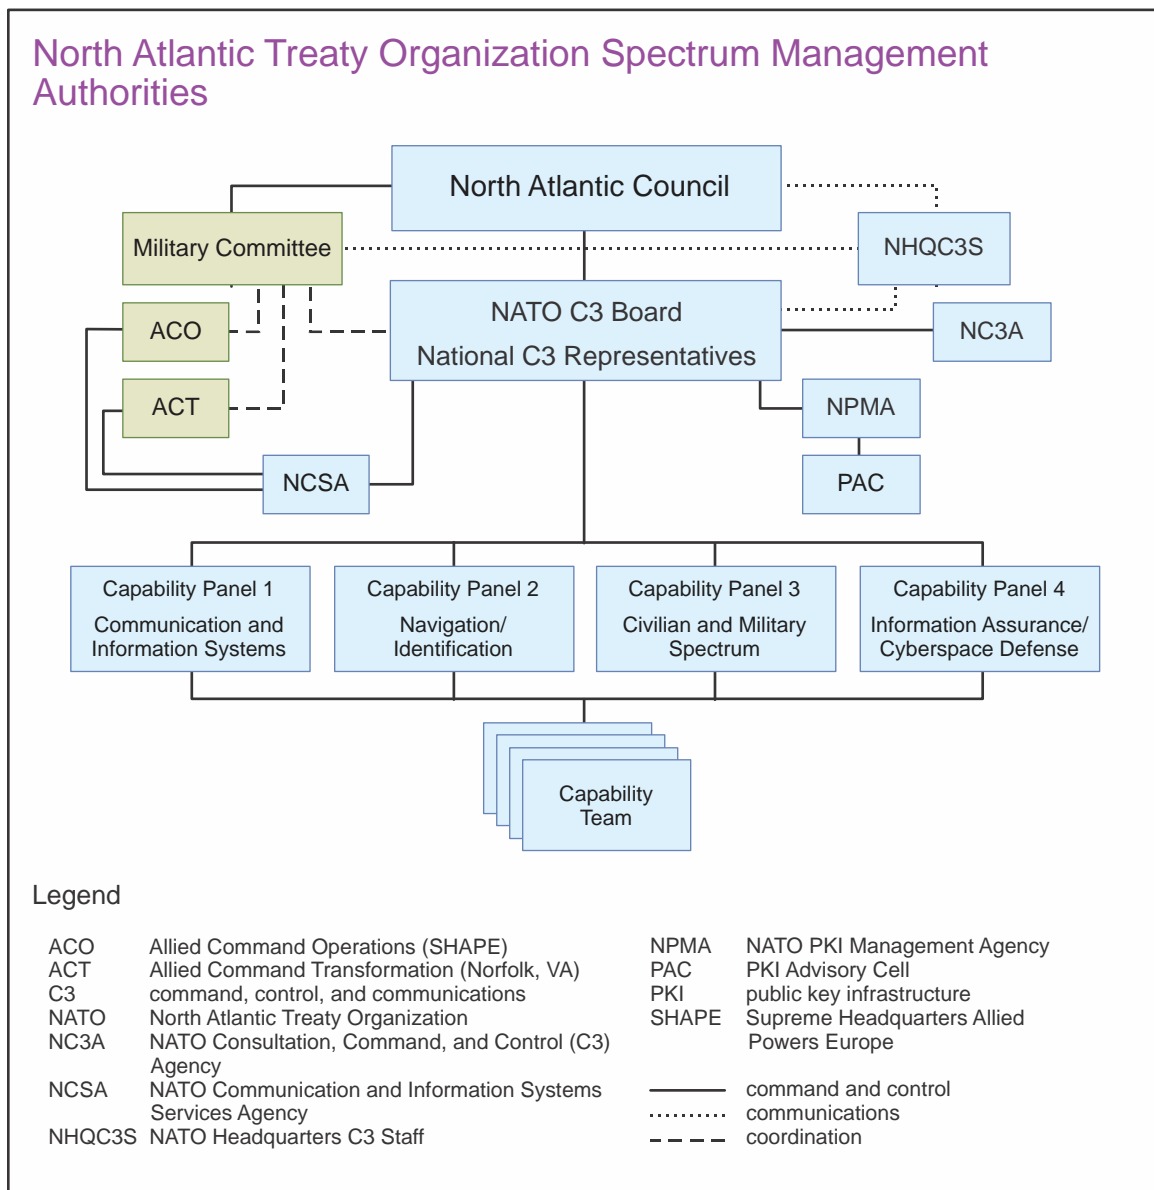 North Atlantic Treaty Organization Spectrum Management
Authorities
North Atlantic Council
Military Committee
NHQC3S
NATO C3 Board
National C3 Representatives
ACO
NC3A
ACT
NPMA
NCSA
PAC
Capability Panel 1
Communication and
Information Systems
Capability Panel 2
Navigation/
Identification
Capability Panel 3
Civilian and Military
Spectrum
Capability Panel 4
Information Assurance/
Cyberspace Defense
Capability
Team
Legend
ACO Allied Command Operations (SHAPE)
ACT Allied Command Transformation (Norfolk, VA)
C3 command, control, and communications
NATO North Atlantic Treaty Organization
NC3A NATO Consultation, Command, and Control (C3)
Agency
NCSA NATO Communication and Information Systems
Services Agency
NHQC3S NATO Headquarters C3 Staff
NPMA NATO PKI Management Agency
PAC PKI Advisory Cell
PKI public key infrastructure
SHAPE Supreme Headquarters Allied
Powers Europe
command and control
communications
coordination